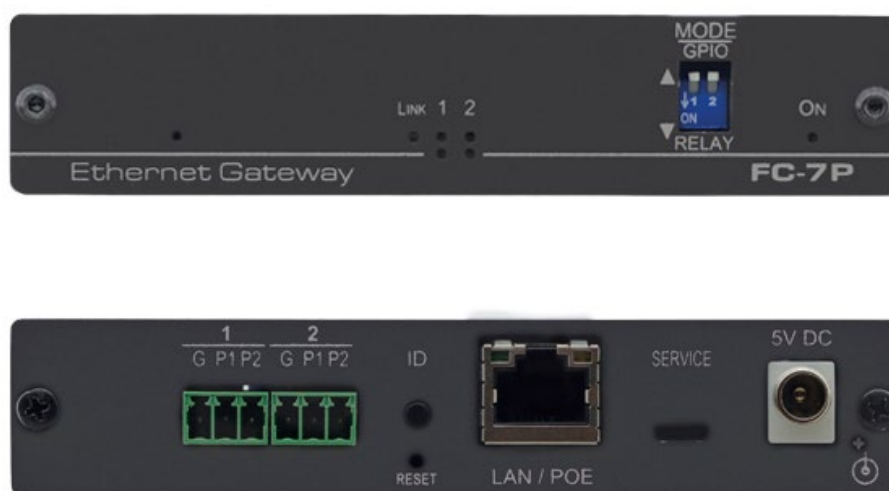 MODE
GPIO
LINK 1 2
1 2
ON
ON
RELAY
Ethernet Gateway
FC-7P
1 2
G P1 P2 G P1 P2
ID
SERVICE
5V DC
RESET
LAN / POE